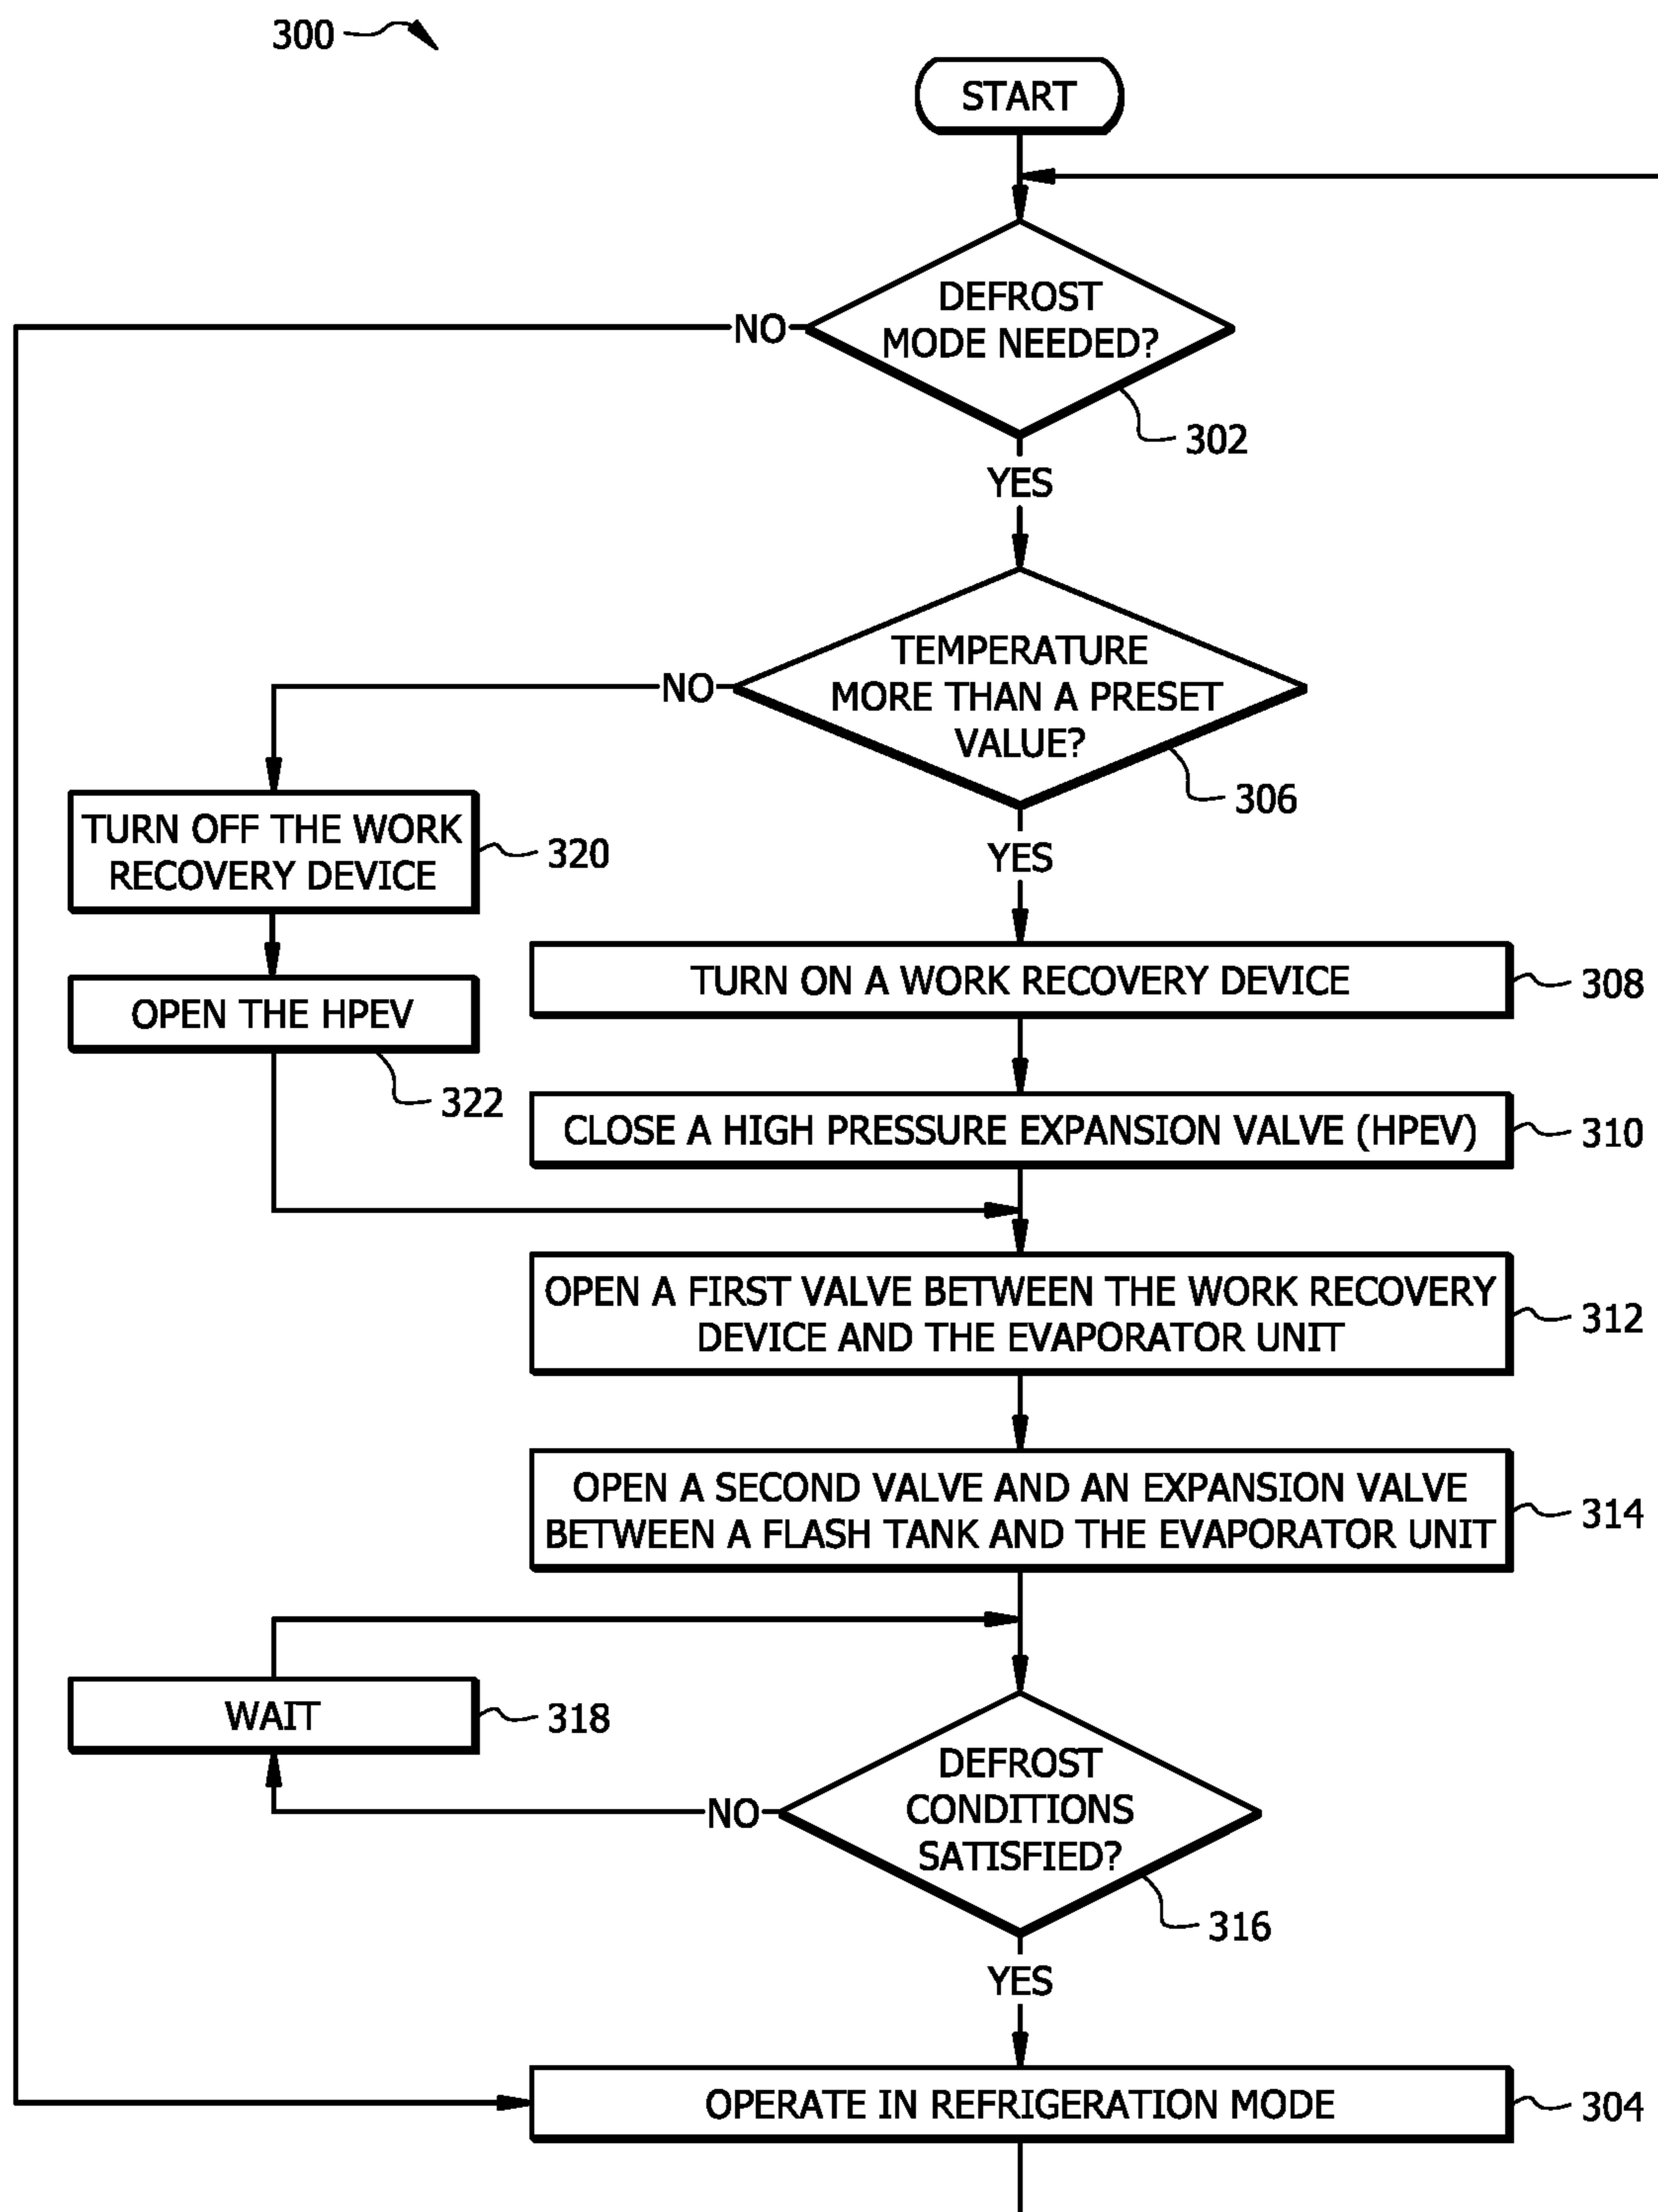 300
START
DEFROST
MODE NEEDED?
NO
302
YES
TEMPERATURE
MORE THAN A PRESET
VALUE?
NO
306
YES
TURN OFF THE WORK
RECOVERY DEVICE
320
TURN ON A WORK RECOVERY DEVICE
308
OPEN THE HPEV
322
CLOSE A HIGH PRESSURE EXPANSION VALVE (HPEV)
310
OPEN A FIRST VALVE BETWEEN THE WORK RECOVERY
DEVICE AND THE EVAPORATOR UNIT
312
OPEN A SECOND VALVE AND AN EXPANSION VALVE
BETWEEN A FLASH TANK AND THE EVAPORATOR UNIT
314
WAIT
318
DEFROST
CONDITIONS
SATISFIED?
NO
316
YES
OPERATE IN REFRIGERATION MODE
304